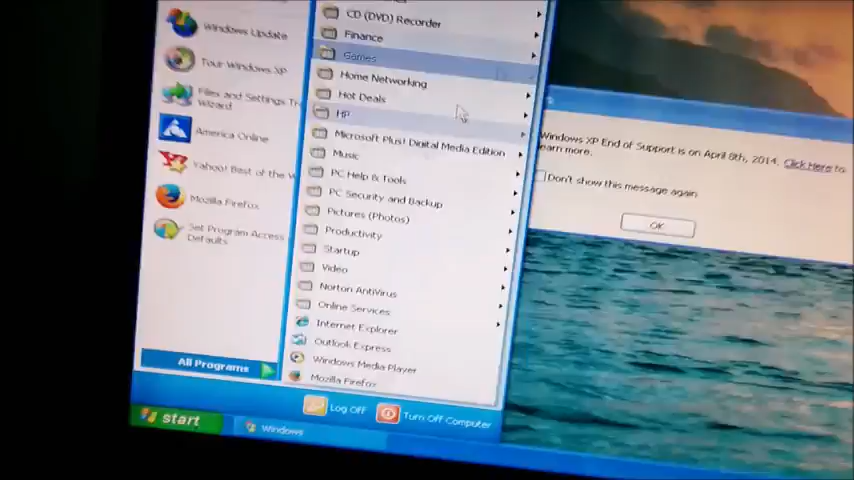 Windows Update
Tour Windows XP
Files and Settings Tr
Wizard
America Online
Yahoo! Best of the W
Mozilla Firefox
Set Program Access
Defaults
All Programs
CD (DVD) Recorder
Finance
Games
Home Networking
Hot Deals
HP
Microsoft Plus! Digital Media Edition
Music
PC Help & Tools
PC Security and Backup
Pictures (Photos)
Productivity
Startup
Video
Norton AntiVirus
Online Services
Internet Explorer
Outlook Express
Windows Media Player
Mozilla Firefox
Log Off
Turn Off Computer
start
Windows
Windows XP End of Support is on April 8th, 2014. Click Here to
earn more.
Don't show this message again
OK